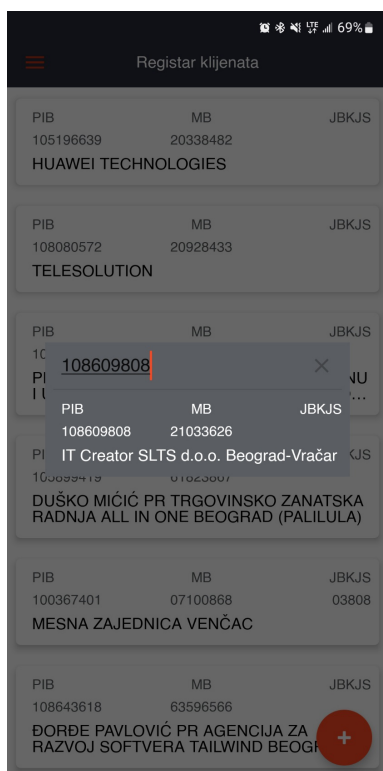 LTE 69%
Registar klijenata
PIB MB JBKJS
105196639 20338482
HUAWEI TECHNOLOGIES
PIB MB JBKJS
108080572 20928433
TELESOLUTION
PIB MB JBKJS
108609808
PIB MB JBKJS
108609808 21033626
IT Creator SLTS d.o.o. Beograd-Vračar
DUŠKO MIĆIĆ PR TRGOVINSKO ZANATSKA
RADNJA ALL IN ONE BEOGRAD (PALILULA)
PIB MB JBKJS
100367401 07100868 03808
MESNA ZAJEDNICA VENČAC
PIB MB JBKJS
108643618 63596566
ĐORĐE PAVLOVIĆ PR AGENCIJA ZA
RAZVOJ SOFTVERA TAILWIND
+